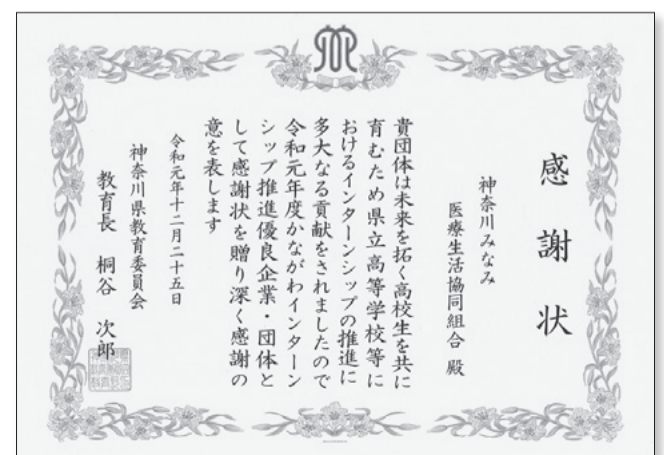 感謝状
神奈川みなみ
医療生活協同組合 殿
貴団体は未来を拓く高校生を共に
育むため県立高等学校等に
おけるインターンシップの推進に
多大なる貢献をされましたので
令和元年度かながわインターン
シップ推進優良企業・団体と
して感謝状を贈り深く感謝の
意を表します
令和元年十二月二十五日
神奈川県教育委員会
教育長 桐谷 次郎